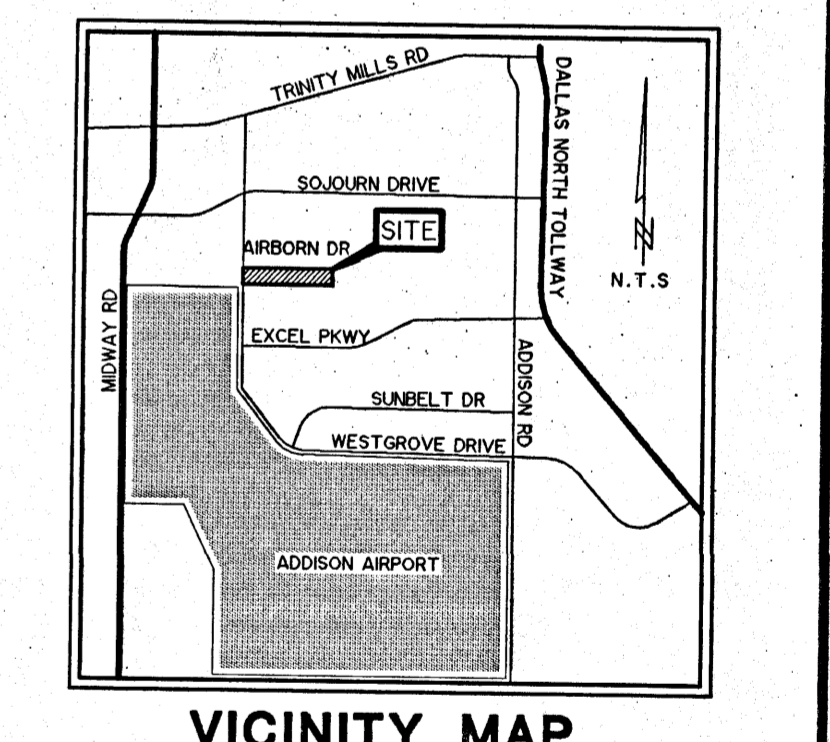 TRINITY MILLS RD
DALLAS NORTH TOLLWAY
SOJOURN DRIVE
SITE
AIRBORN DR
N.T.S
MIDWAY RD
EXCEL PKWY
ADDISON RD
SUNBELT DR
WESTGROVE DRIVE
ADDISON AIRPORT
VICINITY MAP